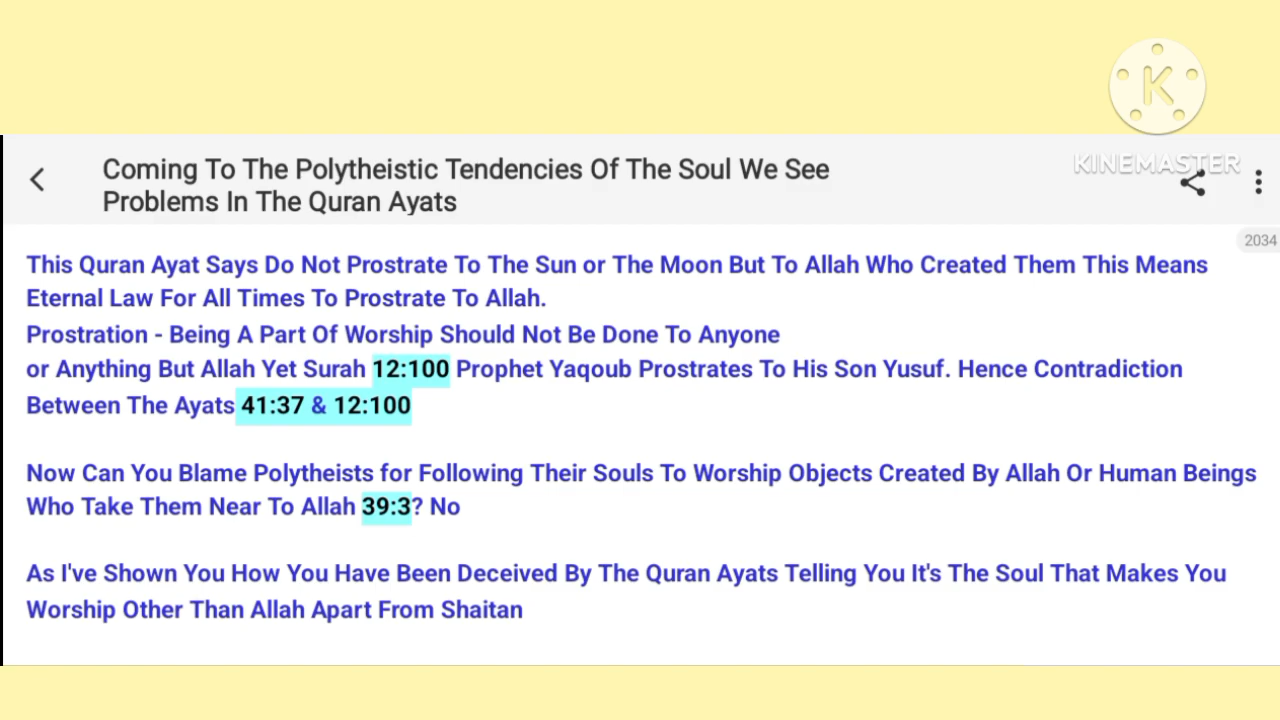 KINEMASTER
Coming To The Polytheistic Tendencies Of The Soul We See
Problems In The Quran Ayats
2034
This Quran Ayat Says Do Not Prostrate To The Sun or The Moon But To Allah Who Created Them This Means
Eternal Law For All Times To Prostrate To Allah.
Prostration - Being A Part Of Worship Should Not Be Done To Anyone
or Anything But Allah Yet Surah 12:100 Prophet Yaqoub Prostrates To His Son Yusuf. Hence Contradiction
Between The Ayats 41:37 & 12:100
Now Can You Blame Polytheists for Following Their Souls To Worship Objects Created By Allah Or Human Beings
Who Take Them Near To Allah 39:3? No
As I've Shown You How You Have Been Deceived By The Quran Ayats Telling You It's The Soul That Makes You
Worship Other Than Allah Apart From Shaitan